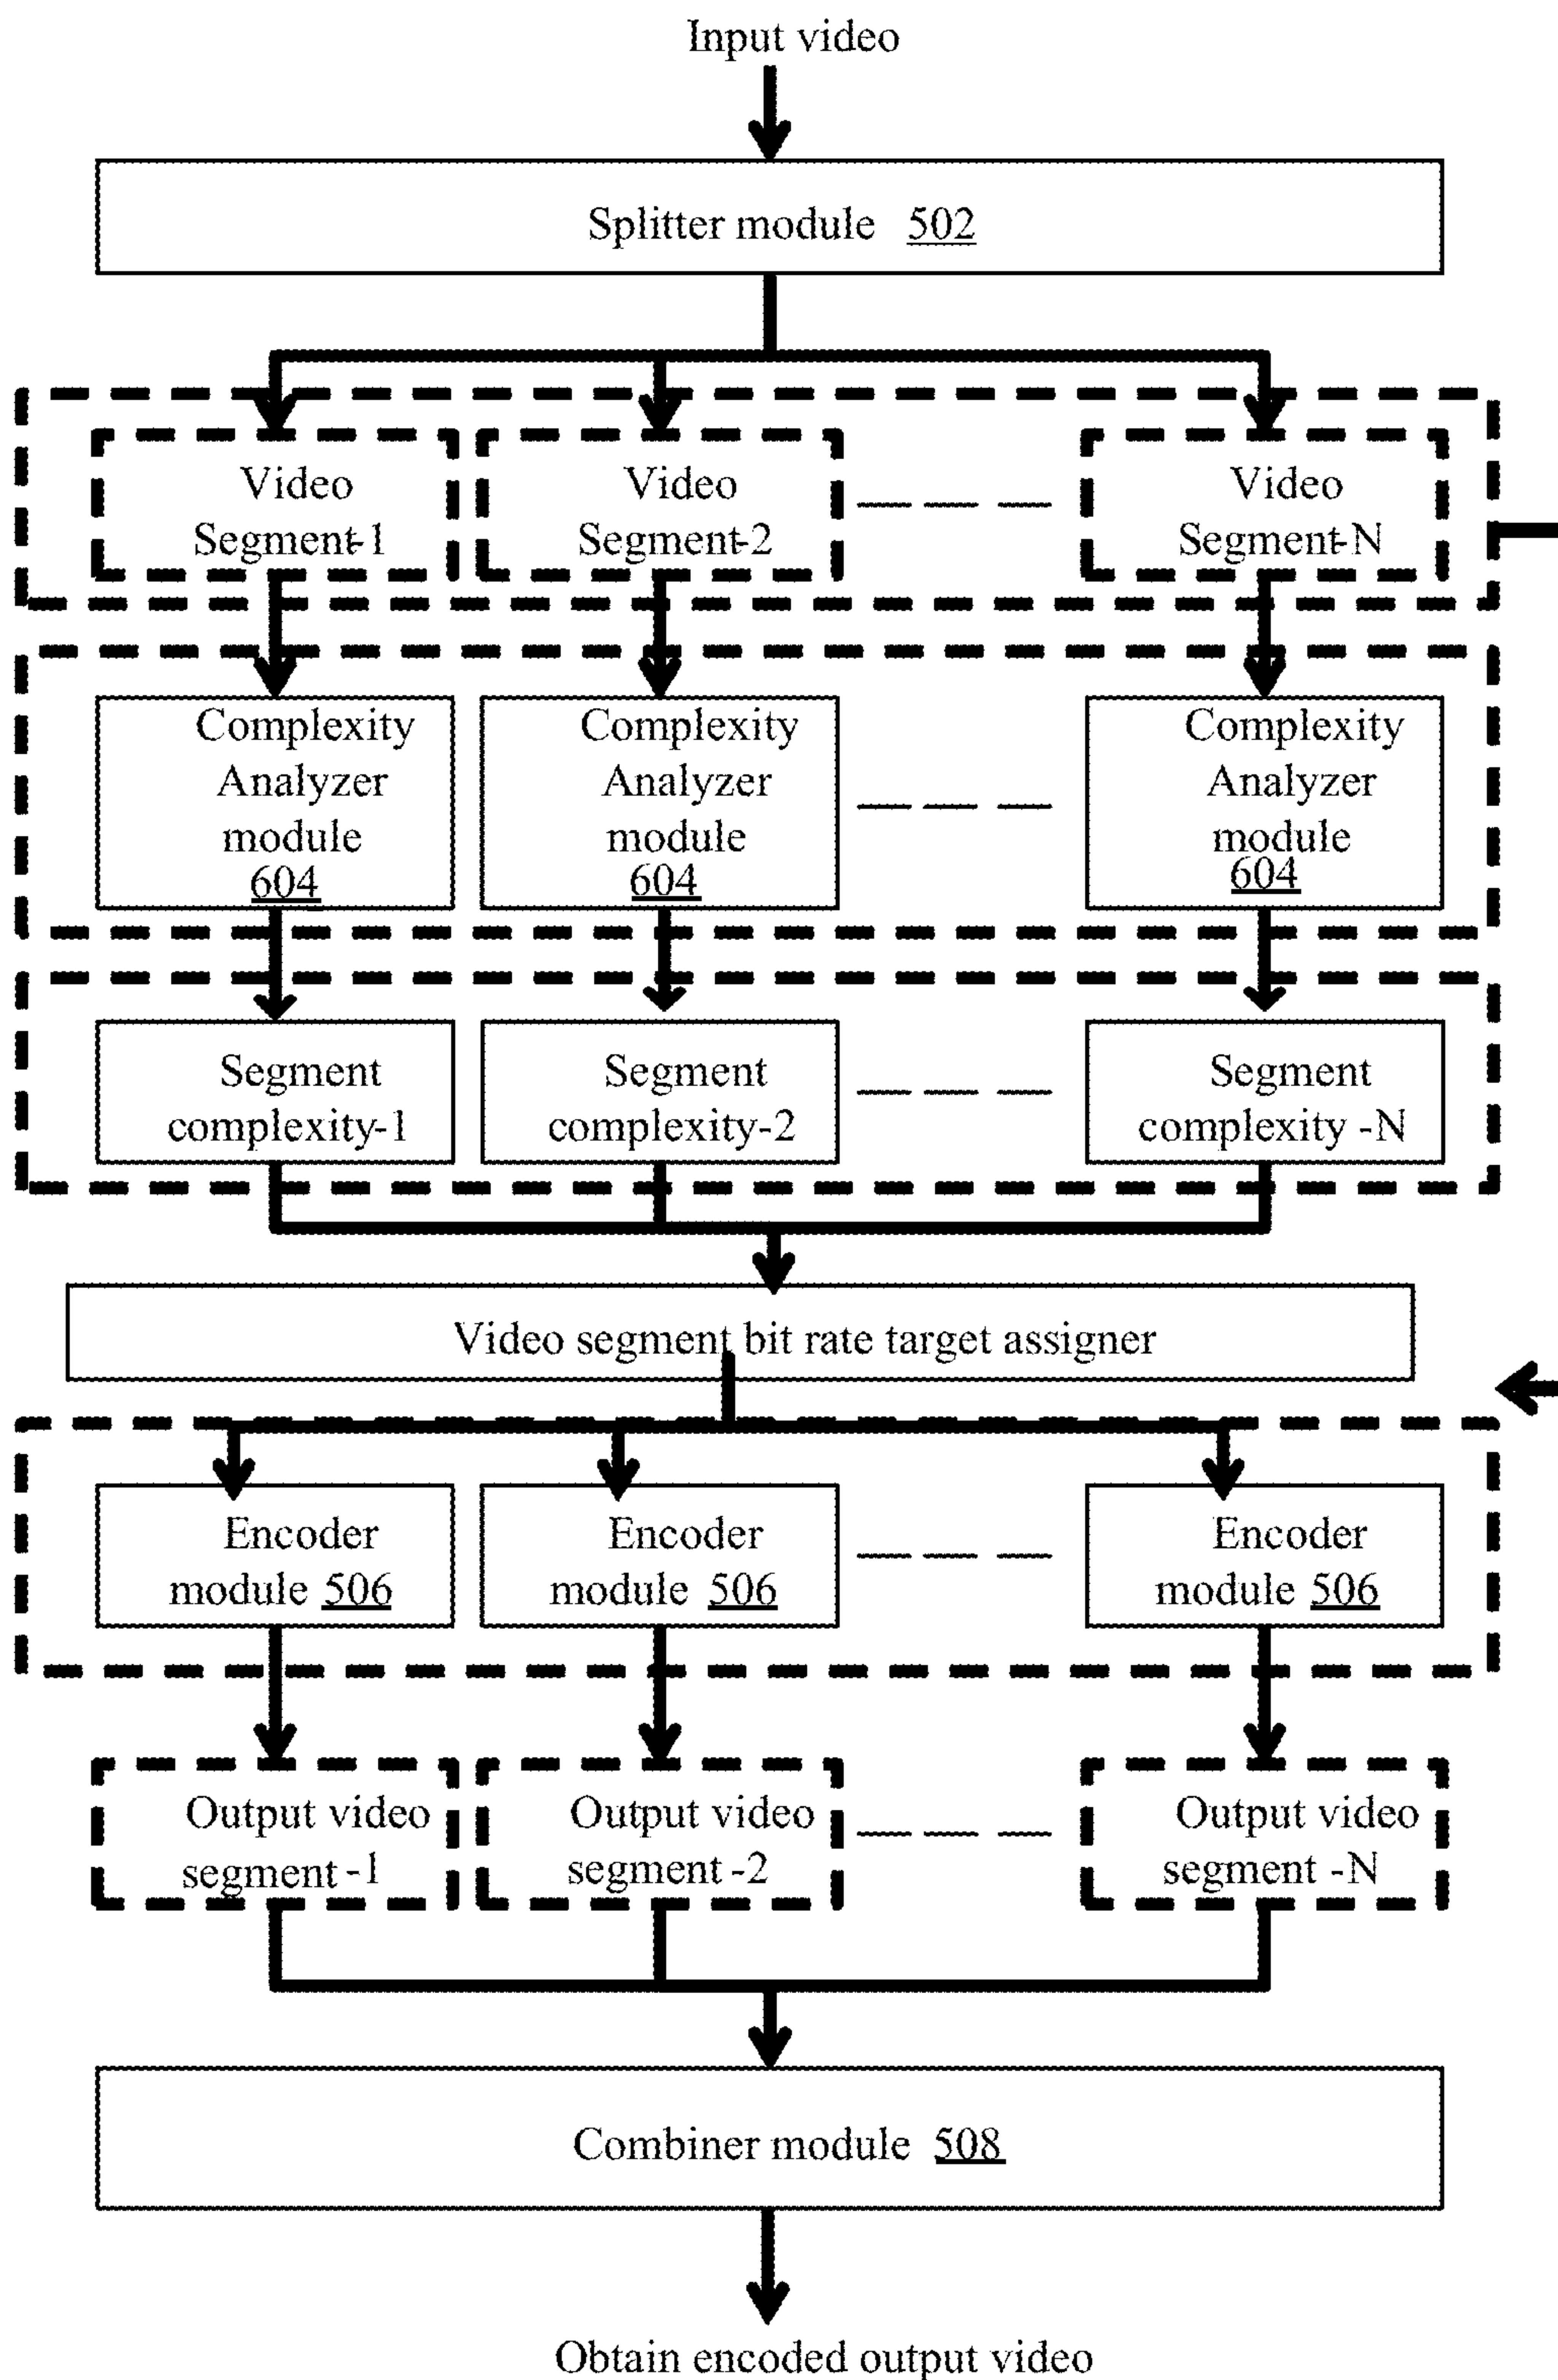 Input video
Splitter module 502
Video
Segment-1
Video
Segment-2
Video
Segment-N
Complexity
Analyzer
module
604
Complexity
Analyzer
module
604
Complexity
Analyzer
module
604
Segment
complexity-1
Segment
complexity-2
Segment
complexity -N
Video segment bit rate target assigner
Encoder
module 506
Encoder
module 506
Encoder
module 506
Output video
segment -1
Output video
segment -2
Output video
segment -N
Combiner module 508
Obtain encoded output video